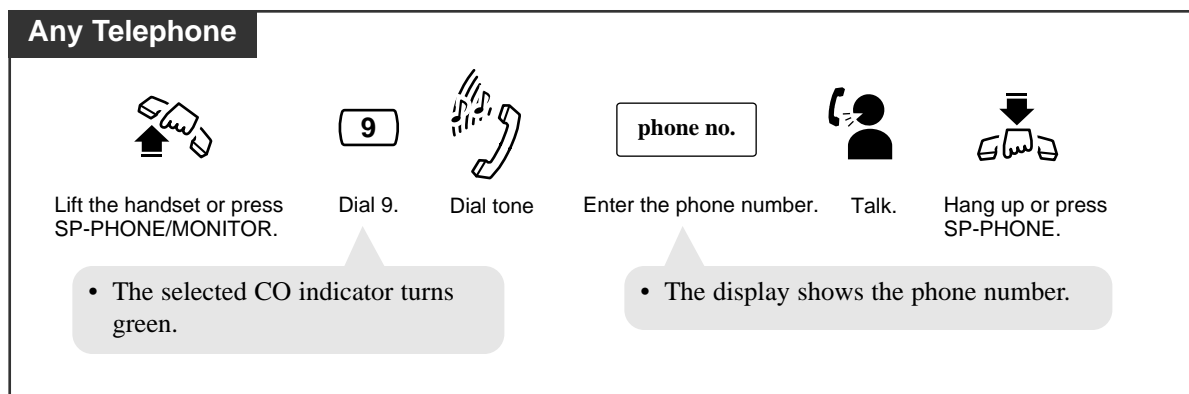 Any Telephone
9
phone no.
Lift the handset or press
SP-PHONE/MONITOR.
Dial 9.
Dial tone
Enter the phone number.
Talk.
Hang up or press
SP-PHONE.
• The selected CO indicator turns
green.
• The display shows the phone number.